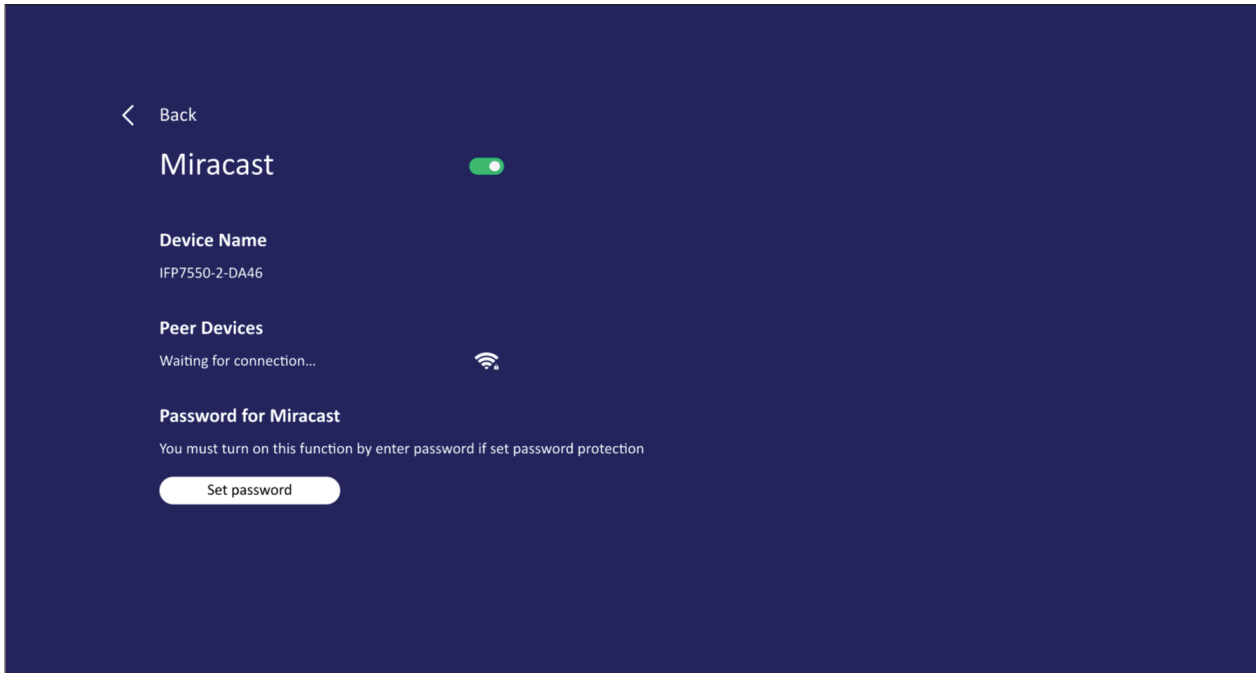 Back
Miracast
Device Name
IFP7550-2-DA46
Peer Devices
Waiting for connection...
Password for Miracast
You must turn on this function by enter password if set password protection
Set password